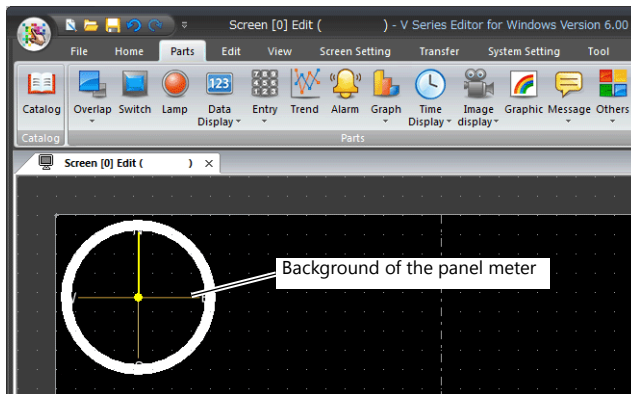 Screen [0] Edit ( ) - V Series Editor for Windows Version 6.00
File Home Parts Edit View Screen Setting Transfer System Setting Tool
123
Catalog Overlap Switch Lamp Data Display Entry Trend Alarm Graph Time Display Image display Graphic Message Others
Catalog Parts
Screen [0] Edit ( ) ×
Background of the panel meter